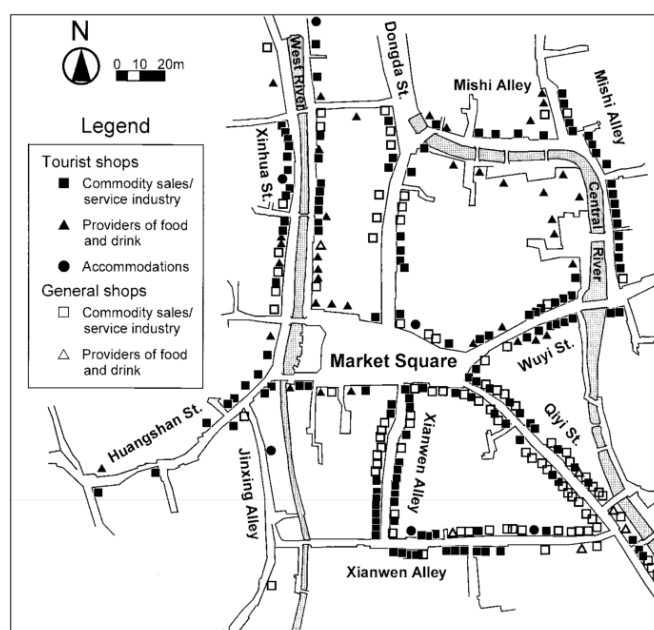 N
0 10 20m
Legend
Tourist shops
Commodity sales/
service industry
Providers of food
and drink
Accommodations
General shops
Commodity sales/
service industry
Providers of food
and drink
West River
Dongda St.
Mishi Alley
Mishi Alley
Xinhua St.
Central
River
Market Square
Wuyi St.
Huangshan St.
Xianwen Alley
Qiyi St.
Jinxing Alley
Xianwen Alley